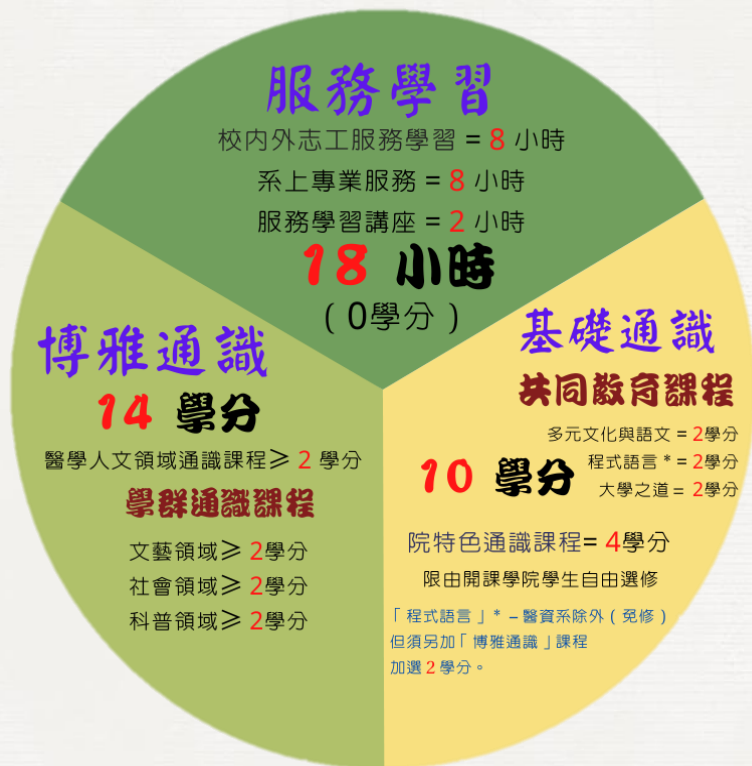 服務學習
校內外志工服務學習 = 8 小時
系上專業服務 = 8 小時
服務學習講座 = 2 小時
18 小時
( 0學分 )
博雅通識
14 學分
醫學人文領域通識課程≥ 2 學分
學群通識課程
文藝領域≥ 2學分
社會領域≥ 2學分
科普領域≥ 2學分
基礎通識
共同教育課程
多元文化與語文 = 2學分
程式語言 * = 2學分
大學之道 = 2學分
10 學分
院特色通識課程= 4學分
限由開課學院學生自由選修
「 程式語言 」* – 醫資系除外 ( 免修 )
但須另加「 博雅通識 」課程
加選 2 學分。